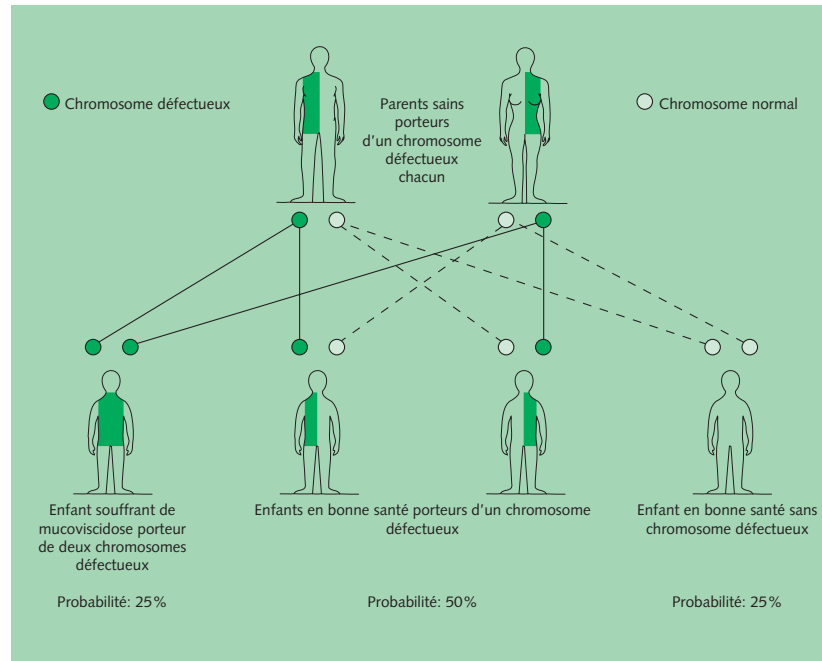 Chromosome défectueux
Parents sains
porteurs
d'un chromosome
défectueux
chacun
Chromosome normal
Enfant souffrant de
mucoviscidose porteur
de deux chromosomes
défectueux
Enfants en bonne santé porteurs d'un chromosome
défectueux
Enfant en bonne santé sans
chromosome défectueux
Probabilité: 25%
Probabilité: 50%
Probabilité: 25%